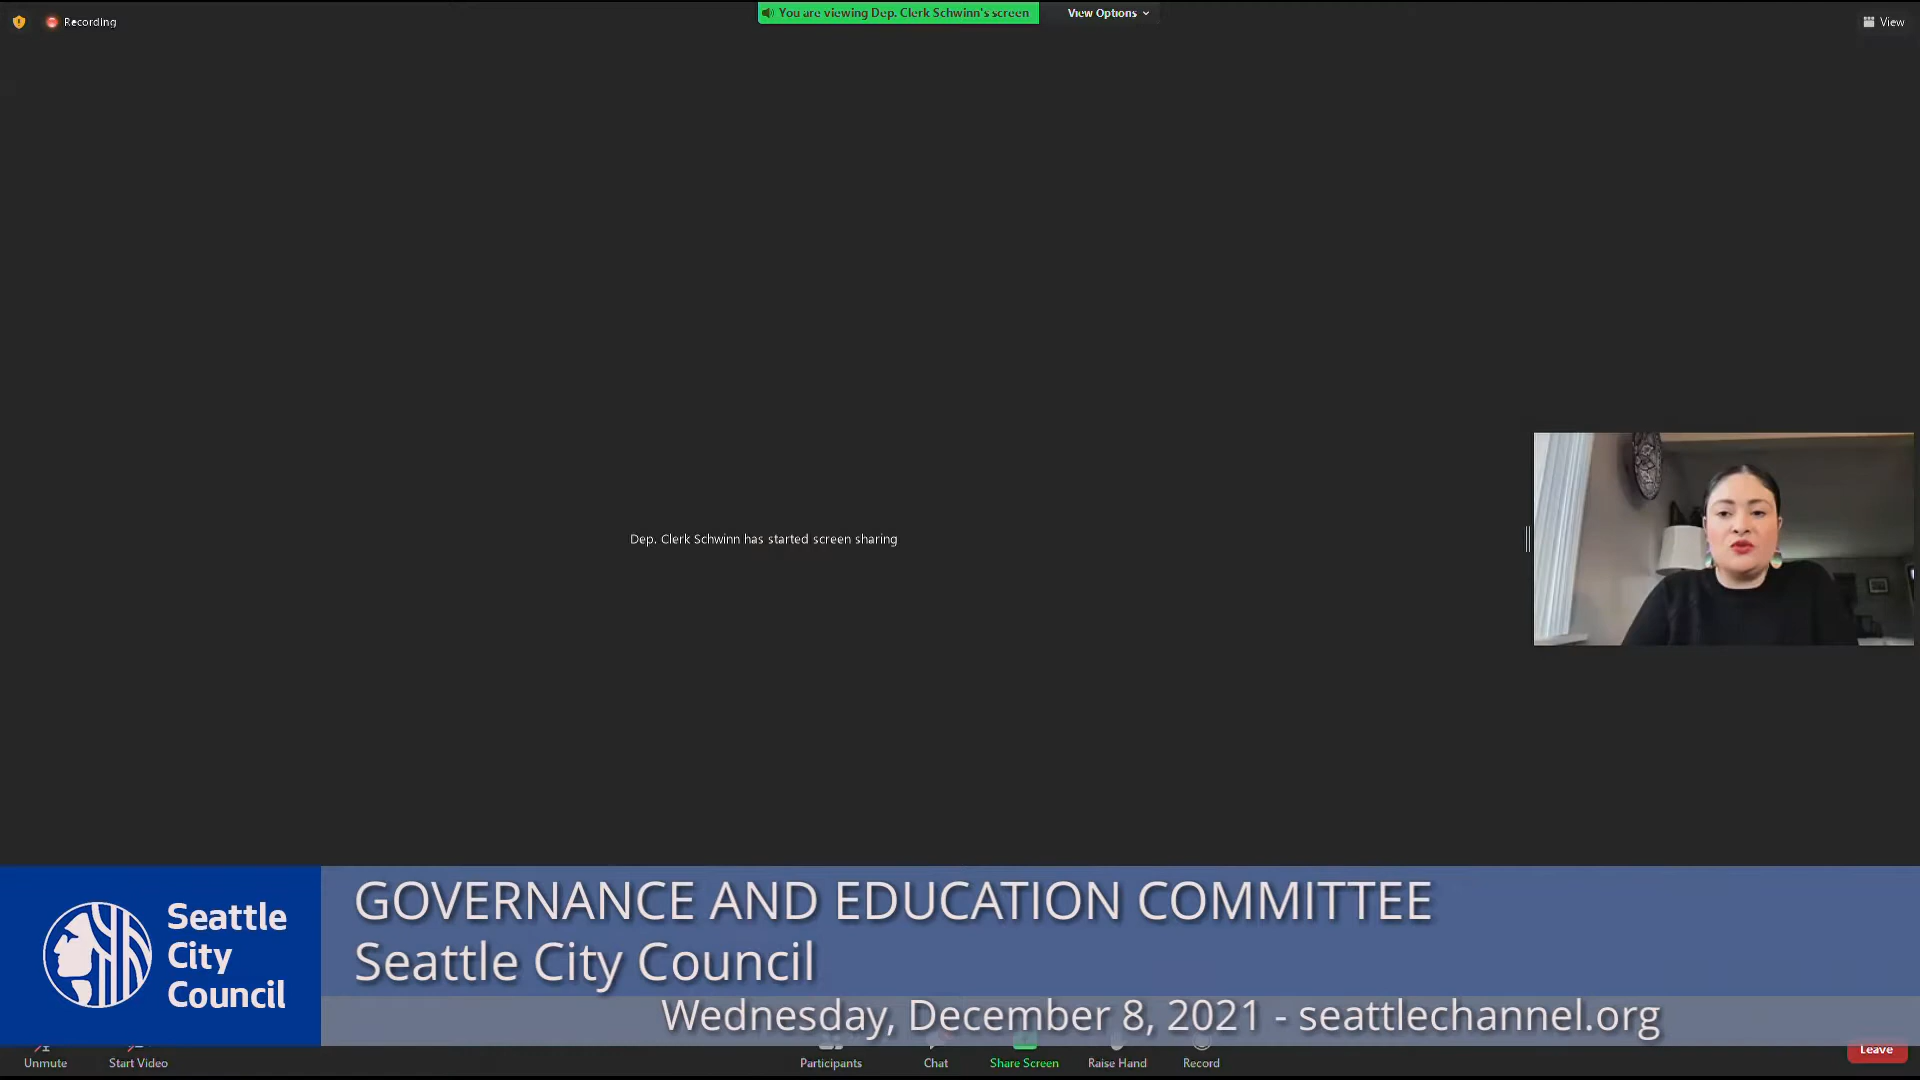 Recording
You are viewing Dep. Clerk Schwinn's screen
View Options
View
Dep. Clerk Schwinn has started screen sharing
Seattle
City
Council
GOVERNANCE AND EDUCATION COMMITTEE
Seattle City Council
Wednesday, December 8, 2021 - seattlechannel.org
Unmute
Start Video
Participants
Chat
Share Screen
Raise Hand
Record
Leave